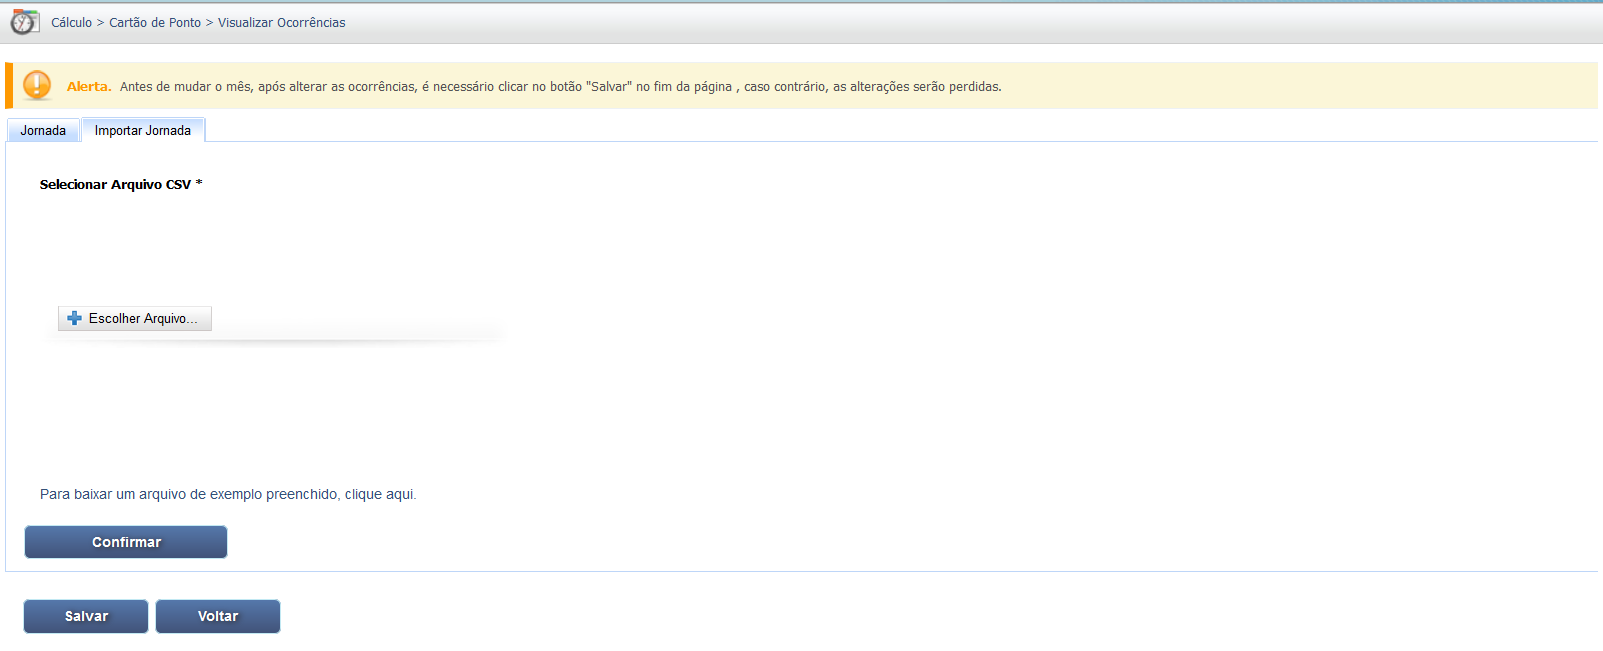 Cálculo > Cartão de Ponto > Visualizar Ocorrências
Alerta. Antes de mudar o mês, após alterar as ocorrências, é necessário clicar no botão "Salvar" no fim da página , caso contrário, as alterações serão perdidas.
Jornada Importar Jornada
Selecionar Arquivo CSV *
Escolher Arquivo...
Para baixar um arquivo de exemplo preenchido, clique aqui.
Confirmar
Salvar Voltar